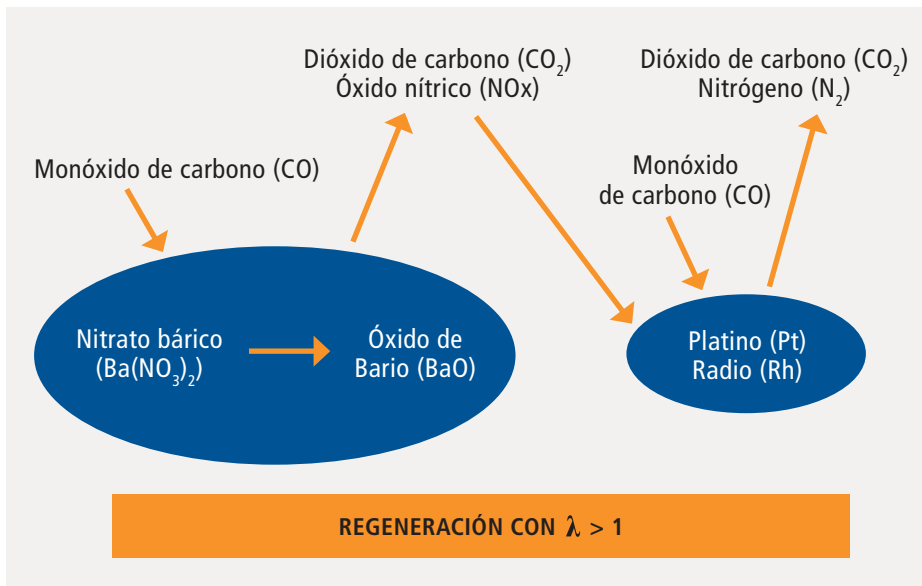 Dióxido de carbono (CO₂)
Óxido nítrico (NOx)
Dióxido de carbono (CO₂)
Nitrógeno (N₂)
Monóxido de carbono (CO)
Monóxido
de carbono (CO)
Nitrato bárico
(Ba(NO₃)₂)
Óxido de
Bario (BaO)
Platino (Pt)
Radio (Rh)
REGENERACIÓN CON λ > 1